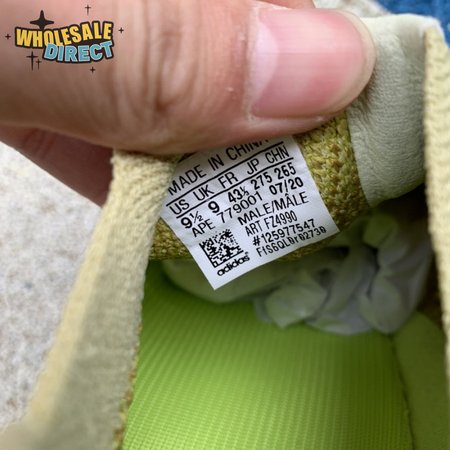 WHOLESALE
DIRECT
MADE IN CHINA
US UK FR JP CHN
9½ 9 43⅓ 275 265
APE 779001 07/20
MALE/MÂLE
ART FZ4990
#125977547
adidas